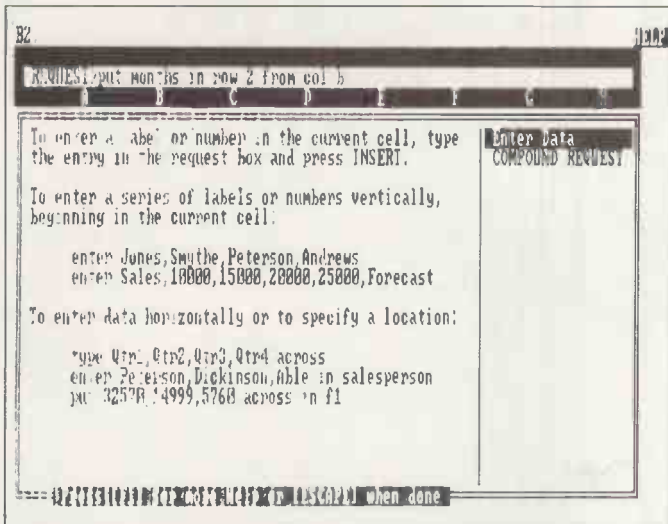 B2
HELP
REQUEST>put months in row 2 from col b
A B C D E F G H
To enter a label or number in the current cell, type
the entry in the request box and press INSERT.
To enter a series of labels or numbers vertically,
beginning in the current cell:
enter Jones,Smythe,Peterson,Andrews
enter Sales,10000,15000,20000,25000,Forecast
To enter data horizontally or to specify a location:
type Qtr1,Qtr2,Qtr3,Qtr4 across
enter Peterson,Dickinson,Able in salesperson
put 32570,14999,5760 across in f1
Enter Data
COMPOUND REQUEST
or [ESCAPE] when done